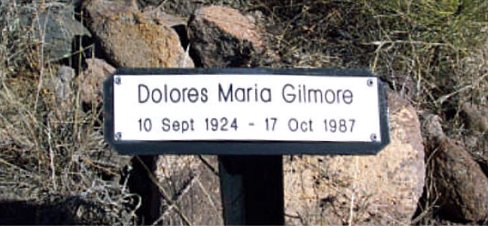 Dolores Maria Gilmore
10 Sept 1924 - 17 Oct 1987